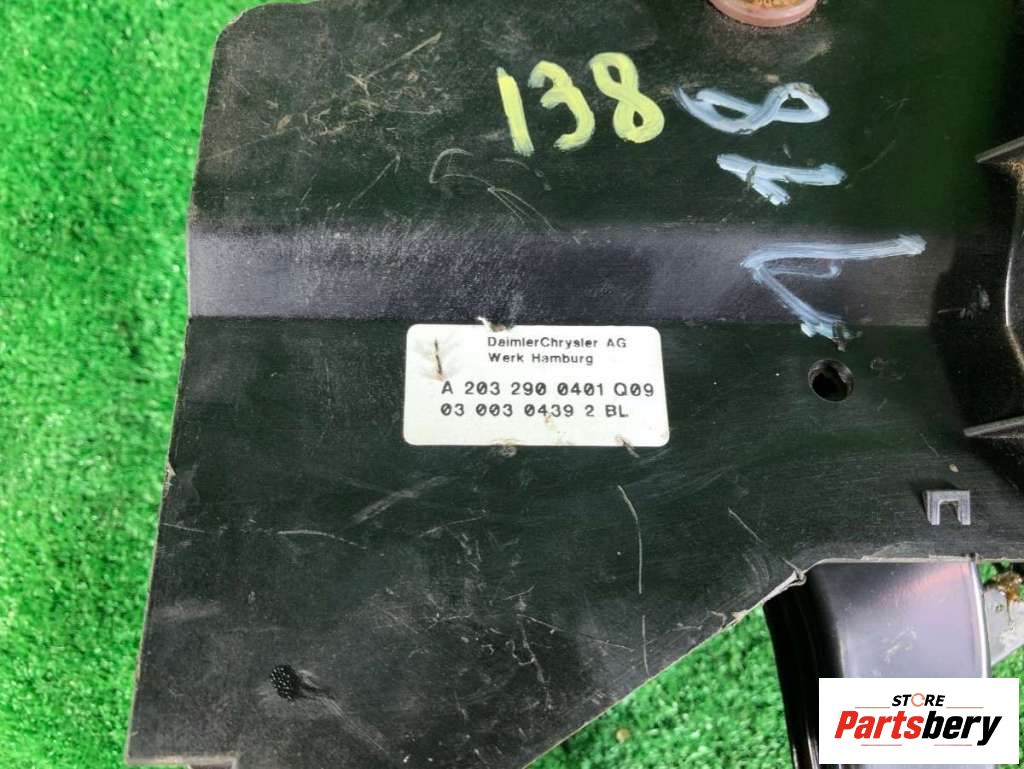 138
DaimlerChrysler AG
Werk Hamburg
A 203 290 0401 Q09
03 003 0439 2 BL
STORE
Partsbery